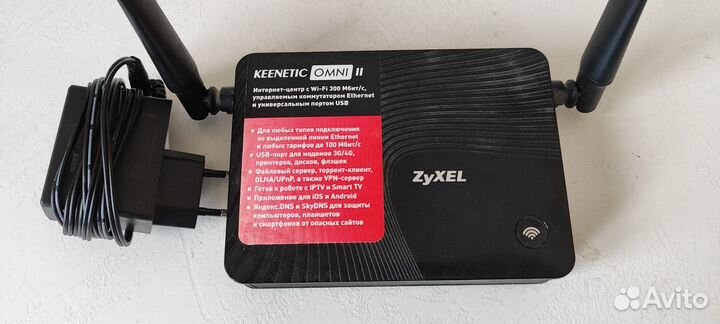 KEENETIC OMNI II
Интернет-центр с Wi-Fi 300 Мбит/с,
управляемым коммутатором Ethernet
и универсальным портом USB
• Для любых типов подключения
по выделенной линии Ethernet
и любых тарифов до 100 Мбит/с
• USB-порт для модемов 3G/4G,
принтеров, дисков, флэшек
• Файловый сервер, торрент-клиент,
DLNA/UPnP, а также VPN-сервер
• Готов к работе с IPTV и Smart TV
• Приложение для iOS и Android
• Яндекс.DNS и SkyDNS для защиты
компьютеров, планшетов
и смартфонов от опасных сайтов
ZyXEL
Avito